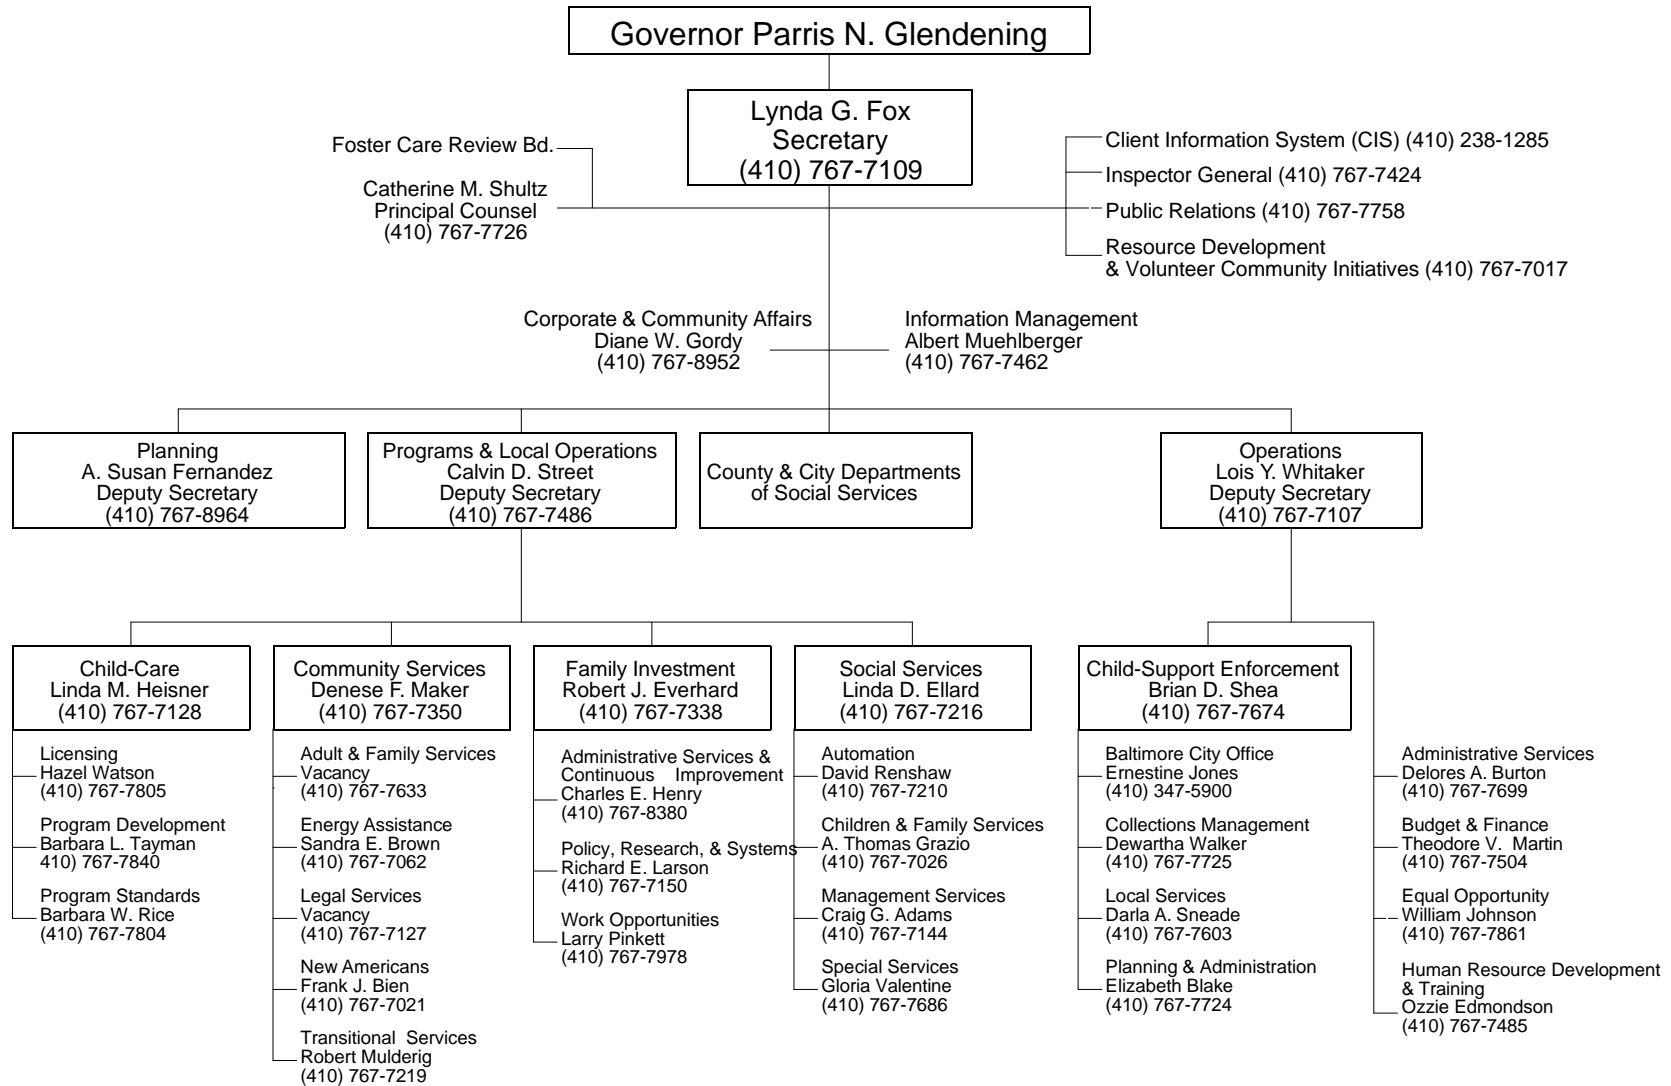 Governor Parris N. Glendening
Lynda G. Fox
Secretary
(410) 767-7109
Foster Care Review Bd.
Catherine M. Shultz
Principal Counsel
(410) 767-7726
Client Information System (CIS) (410) 238-1285
Inspector General (410) 767-7424
Public Relations (410) 767-7758
Resource Development
& Volunteer Community Initiatives (410) 767-7017
Corporate & Community Affairs
Diane W. Gordy
(410) 767-8952
Information Management
Albert Muehlberger
(410) 767-7462
Planning
A. Susan Fernandez
Deputy Secretary
(410) 767-8964
Programs & Local Operations
Calvin D. Street
Deputy Secretary
(410) 767-7486
County & City Departments
of Social Services
Operations
Lois Y. Whitaker
Deputy Secretary
(410) 767-7107
Child-Care
Linda M. Heisner
(410) 767-7128
Licensing
Hazel Watson
(410) 767-7805
Program Development
Barbara L. Tayman
410) 767-7840
Program Standards
Barbara W. Rice
(410) 767-7804
Community Services
Denese F. Maker
(410) 767-7350
Adult & Family Services
Vacancy
(410) 767-7633
Energy Assistance
Sandra E. Brown
(410) 767-7062
Legal Services
Vacancy
(410) 767-7127
New Americans
Frank J. Bien
(410) 767-7021
Transitional Services
Robert Mulderig
(410) 767-7219
Family Investment
Robert J. Everhard
(410) 767-7338
Administrative Services &
Continuous Improvement
Charles E. Henry
(410) 767-8380
Policy, Research, & Systems
Richard E. Larson
(410) 767-7150
Work Opportunities
Larry Pinkett
(410) 767-7978
Social Services
Linda D. Ellard
(410) 767-7216
Automation
David Renshaw
(410) 767-7210
Children & Family Services
A. Thomas Grazio
(410) 767-7026
Management Services
Craig G. Adams
(410) 767-7144
Special Services
Gloria Valentine
(410) 767-7686
Child-Support Enforcement
Brian D. Shea
(410) 767-7674
Baltimore City Office
Ernestine Jones
(410) 347-5900
Collections Management
Dewartha Walker
(410) 767-7725
Local Services
Darla A. Sneade
(410) 767-7603
Planning & Administration
Elizabeth Blake
(410) 767-7724
Administrative Services
Delores A. Burton
(410) 767-7699
Budget & Finance
Theodore V. Martin
(410) 767-7504
Equal Opportunity
William Johnson
(410) 767-7861
Human Resource Development
& Training
Ozzie Edmondson
(410) 767-7485